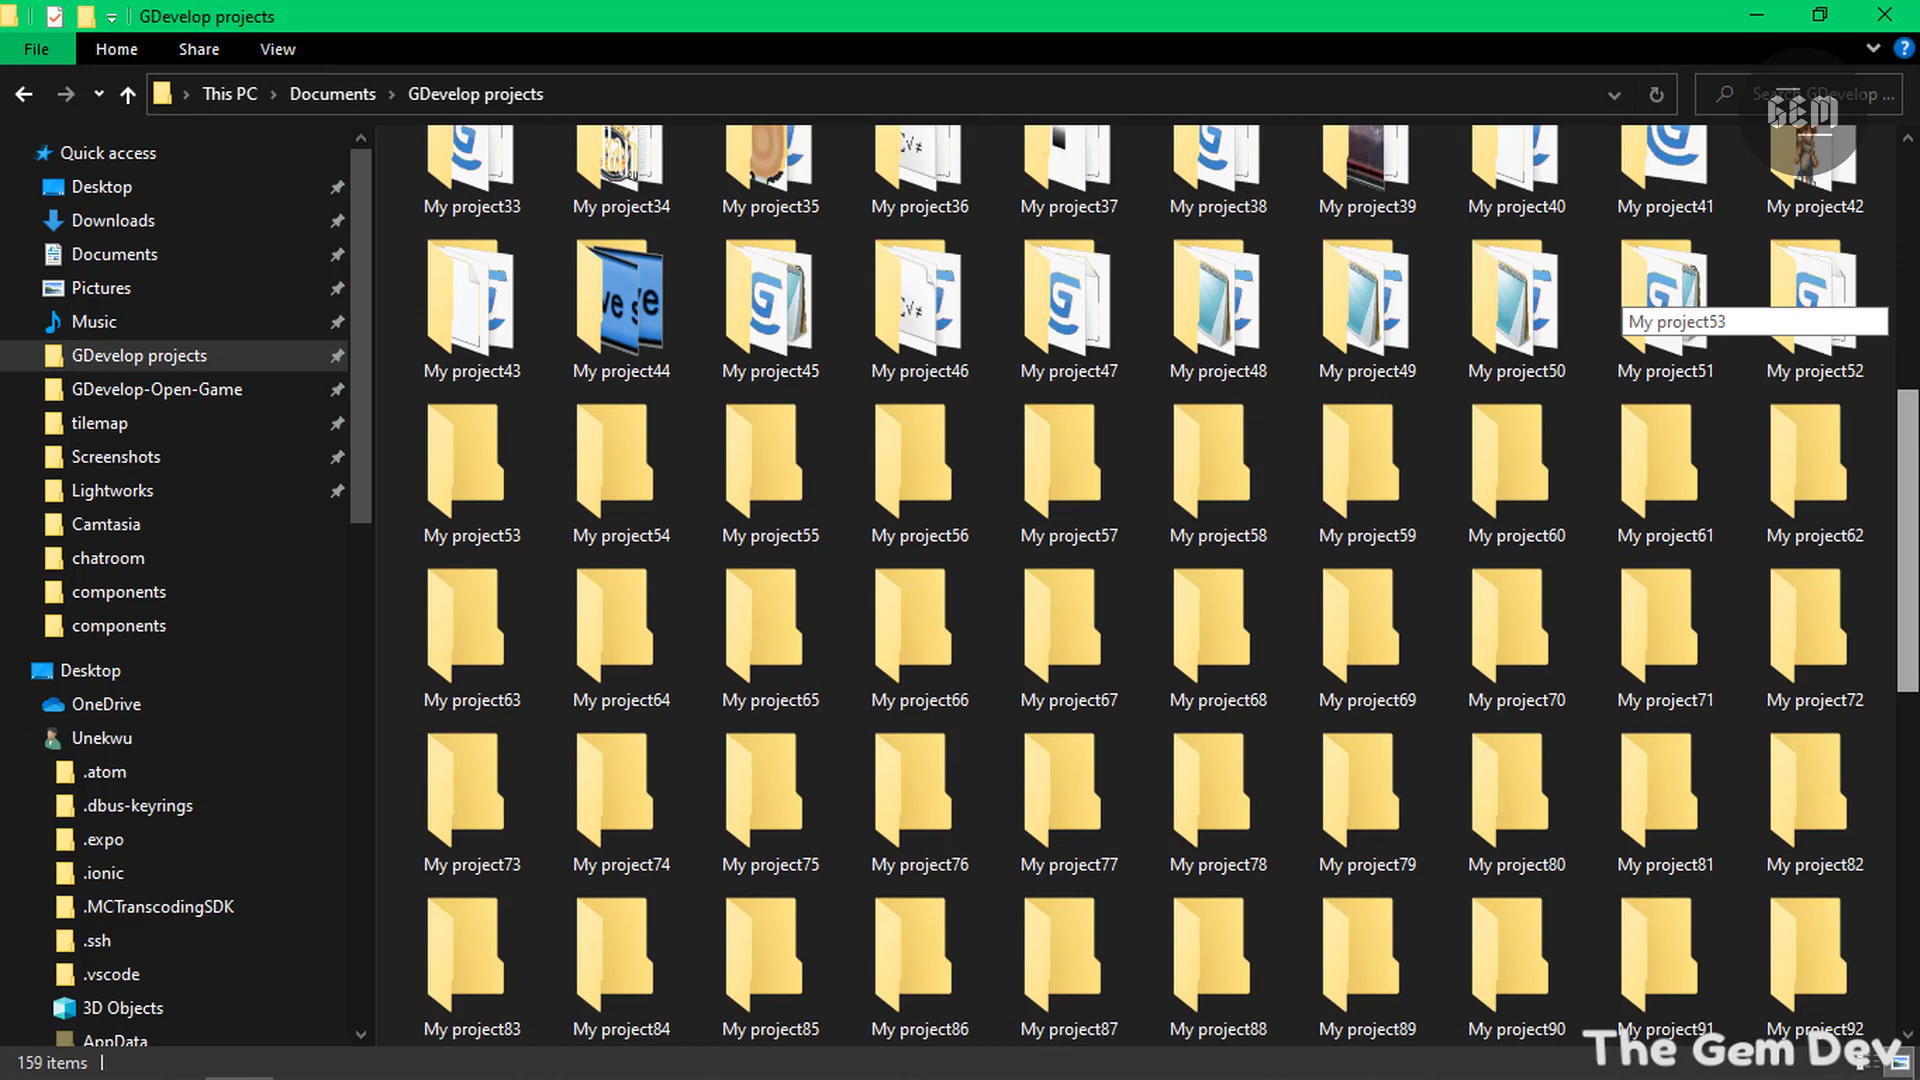 GDevelop projects
File Home Share View
This PC Documents GDevelop projects
Search GDevelop ...
GEM
Quick access
Desktop
Downloads
Documents
Pictures
Music
GDevelop projects
GDevelop-Open-Game
tilemap
Screenshots
Lightworks
Camtasia
chatroom
components
components
Desktop
OneDrive
Unekwu
.atom
.dbus-keyrings
.expo
.ionic
.MCTranscodingSDK
.ssh
.vscode
3D Objects
AppData
My project33 My project34 My project35 My project36 My project37 My project38 My project39 My project40 My project41 My project42
My project53
My project43 My project44 My project45 My project46 My project47 My project48 My project49 My project50 My project51 My project52
My project53 My project54 My project55 My project56 My project57 My project58 My project59 My project60 My project61 My project62
My project63 My project64 My project65 My project66 My project67 My project68 My project69 My project70 My project71 My project72
My project73 My project74 My project75 My project76 My project77 My project78 My project79 My project80 My project81 My project82
My project83 My project84 My project85 My project86 My project87 My project88 My project89 My project90 My project91 My project92
159 items
The Gem Dev